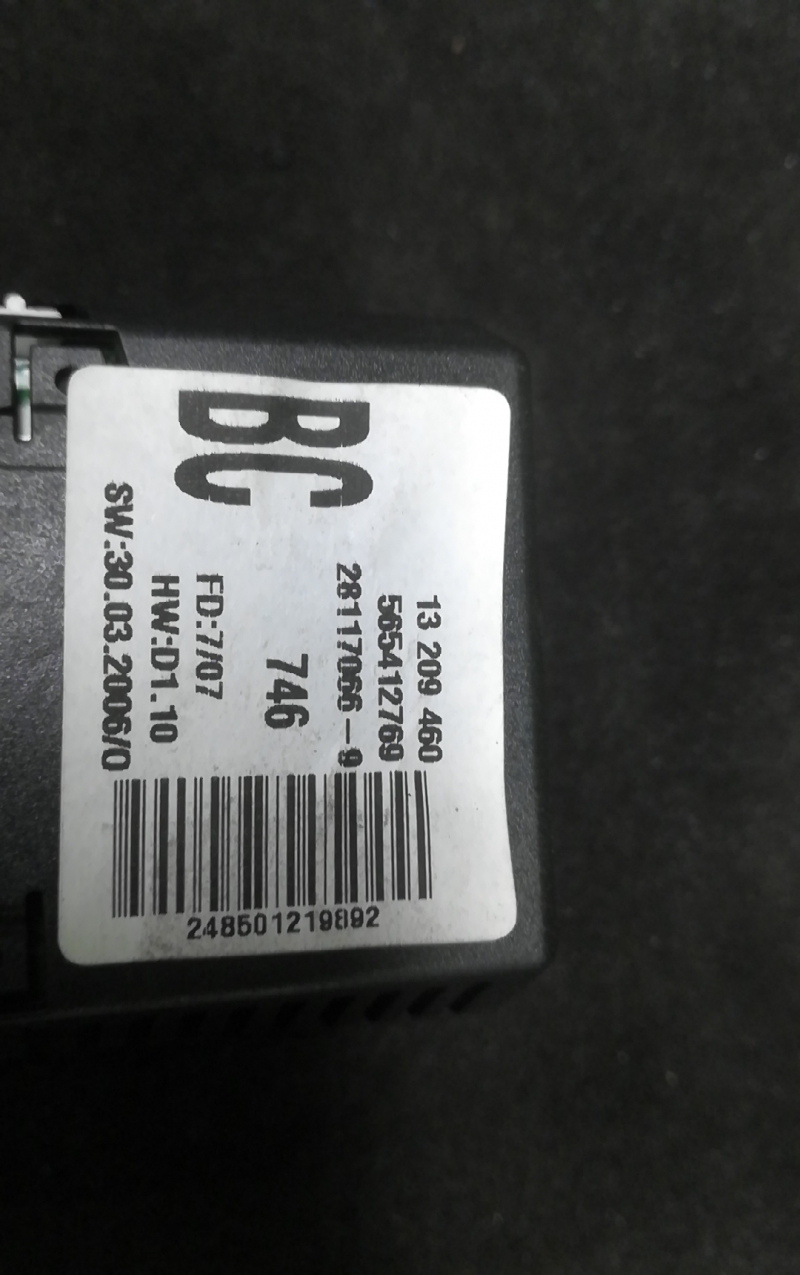 BC
13 209 460
565412769
28117066-9
746
FD:7/07
HW:D1.10
SW:30.03.2006/0
248501219892